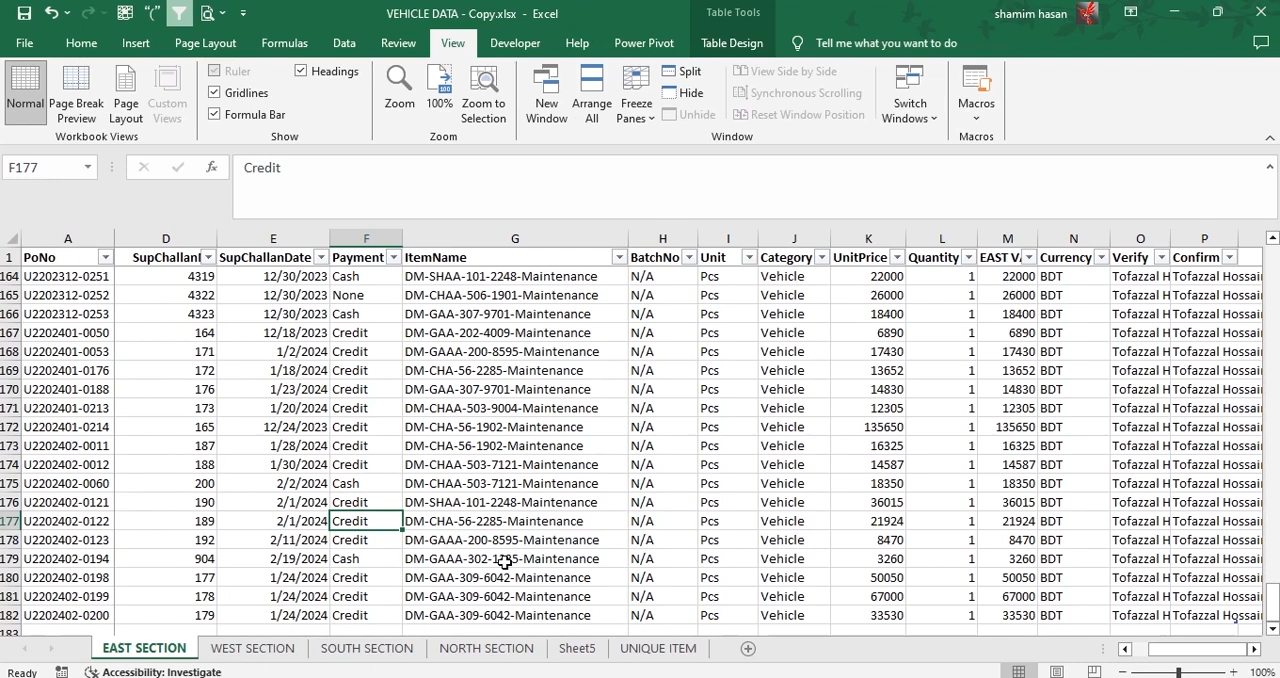 VEHICLE DATA - Copy.xlsx - Excel
Table Tools
shamim hasan
File Home Insert Page Layout Formulas Data Review View Developer Help Power Pivot Table Design Tell me what you want to do
Normal Page Break Preview Page Layout Custom Views
Workbook Views
Ruler Headings
Gridlines
Formula Bar
Show
Zoom 100% Zoom to Selection
Zoom
New Window Arrange All Freeze Panes
Split
Hide
Unhide
View Side by Side
Synchronous Scrolling
Reset Window Position
Switch Windows
Window
Macros
Macros
F177 fx Credit
A D E F G H I J K L M N O P
1 PoNo SupChallanI SupChallanDate Payment ItemName BatchNo Unit Category UnitPrice Quantity EAST V Currency Verify Confirm
164 U2202312-0251 4319 12/30/2023 Cash DM-SHAA-101-2248-Maintenance N/A Pcs Vehicle 22000 1 22000 BDT Tofazzal H Tofazzal Hossain
165 U2202312-0252 4322 12/30/2023 None DM-CHAA-506-1901-Maintenance N/A Pcs Vehicle 26000 1 26000 BDT Tofazzal H Tofazzal Hossain
166 U2202312-0253 4323 12/30/2023 Cash DM-GAA-307-9701-Maintenance N/A Pcs Vehicle 18400 1 18400 BDT Tofazzal H Tofazzal Hossain
167 U2202401-0050 164 12/18/2023 Credit DM-GAA-202-4009-Maintenance N/A Pcs Vehicle 6890 1 6890 BDT Tofazzal H Tofazzal Hossain
168 U2202401-0053 171 1/2/2024 Credit DM-GAAA-200-8595-Maintenance N/A Pcs Vehicle 17430 1 17430 BDT Tofazzal H Tofazzal Hossain
169 U2202401-0176 172 1/18/2024 Credit DM-CHA-56-2285-Maintenance N/A Pcs Vehicle 13652 1 13652 BDT Tofazzal H Tofazzal Hossain
170 U2202401-0188 176 1/23/2024 Credit DM-GAA-307-9701-Maintenance N/A Pcs Vehicle 14830 1 14830 BDT Tofazzal H Tofazzal Hossain
171 U2202401-0213 173 1/20/2024 Credit DM-CHAA-503-9004-Maintenance N/A Pcs Vehicle 12305 1 12305 BDT Tofazzal H Tofazzal Hossain
172 U2202401-0214 165 12/24/2023 Credit DM-CHA-56-1902-Maintenance N/A Pcs Vehicle 135650 1 135650 BDT Tofazzal H Tofazzal Hossain
173 U2202402-0011 187 1/28/2024 Credit DM-CHA-56-1902-Maintenance N/A Pcs Vehicle 16325 1 16325 BDT Tofazzal H Tofazzal Hossain
174 U2202402-0012 188 1/30/2024 Credit DM-CHAA-503-7121-Maintenance N/A Pcs Vehicle 14587 1 14587 BDT Tofazzal H Tofazzal Hossain
175 U2202402-0060 200 2/2/2024 Cash DM-CHAA-503-7121-Maintenance N/A Pcs Vehicle 18350 1 18350 BDT Tofazzal H Tofazzal Hossain
176 U2202402-0121 190 2/1/2024 Credit DM-SHAA-101-2248-Maintenance N/A Pcs Vehicle 36015 1 36015 BDT Tofazzal H Tofazzal Hossain
177 U2202402-0122 189 2/1/2024 Credit DM-CHA-56-2285-Maintenance N/A Pcs Vehicle 21924 1 21924 BDT Tofazzal H Tofazzal Hossain
178 U2202402-0123 192 2/11/2024 Credit DM-GAAA-200-8595-Maintenance N/A Pcs Vehicle 8470 1 8470 BDT Tofazzal H Tofazzal Hossain
179 U2202402-0194 904 2/19/2024 Cash N/A Pcs Vehicle 3260 1 3260 BDT Tofazzal H Tofazzal Hossain
180 U2202402-0198 177 1/24/2024 Credit DM-GAA-309-6042-Maintenance N/A Pcs Vehicle 50050 1 50050 BDT Tofazzal H Tofazzal Hossain
181 U2202402-0199 178 1/24/2024 Credit DM-GAA-309-6042-Maintenance N/A Pcs Vehicle 67000 1 67000 BDT Tofazzal H Tofazzal Hossain
182 U2202402-0200 179 1/24/2024 Credit DM-GAA-309-6042-Maintenance N/A Pcs Vehicle 33530 1 33530 BDT Tofazzal H Tofazzal Hossain
183
EAST SECTION WEST SECTION SOUTH SECTION NORTH SECTION Sheet5 UNIQUE ITEM
Ready Accessibility: Investigate 100%